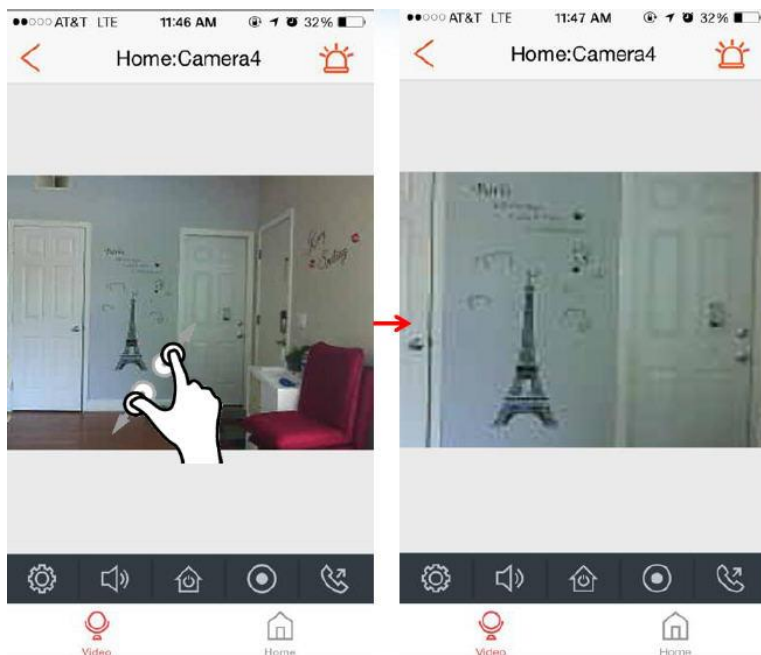 AT&T LTE 11:46 AM 32%
Home:Camera4
Paris
Video
Home
AT&T LTE 11:47 AM 32%
Home:Camera4
Paris
Video
Home